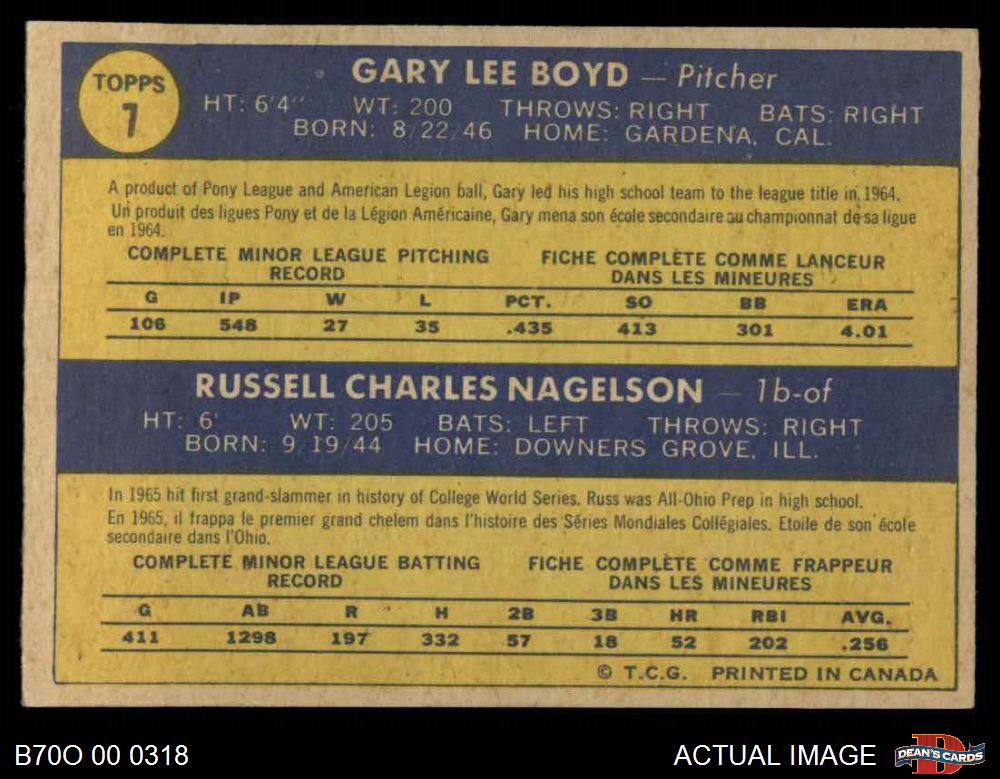 TOPPS
7
GARY LEE BOYD — Pitcher
HT: 6'4" WT: 200 THROWS: RIGHT BATS: RIGHT
BORN: 8/22/46 HOME: GARDENA, CAL.
A product of Pony League and American Legion ball, Gary led his high school team to the league title in 1964.
Un produit des ligues Pony et de la Légion Américaine, Gary mena son école secondaire au championnat de sa ligue
en 1964.
COMPLETE MINOR LEAGUE PITCHING FICHE COMPLÈTE COMME LANCEUR
RECORD DANS LES MINEURES
G IP W L PCT. SO BB ERA
106 548 27 35 .435 413 301 4.01
RUSSELL CHARLES NAGELSON — 1b-of
HT: 6' WT: 205 BATS: LEFT THROWS: RIGHT
BORN: 9/19/44 HOME: DOWNERS GROVE, ILL.
In 1965 hit first grand-slammer in history of College World Series. Russ was All-Ohio Prep in high school.
En 1965, il frappa le premier grand chelem dans l'histoire des Séries Mondiales Collégiales. Etoile de son école
secondaire dans l'Ohio.
COMPLETE MINOR LEAGUE BATTING FICHE COMPLÈTE COMME FRAPPEUR
RECORD DANS LES MINEURES
G AB R H 2B 3B HR RBI AVG.
411 1298 197 332 57 18 52 202 .256
© T.C.G. PRINTED IN CANADA
B70O 00 0318 ACTUAL IMAGE DEAN'S CARDS